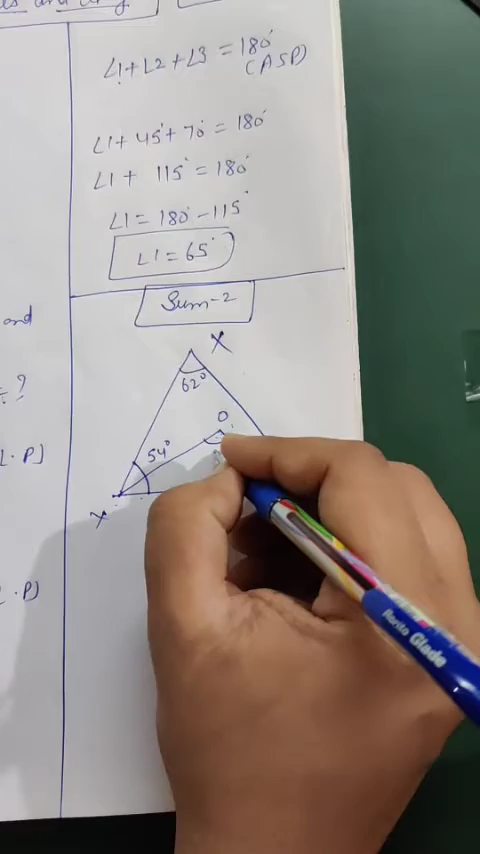 and
∠1+∠2+∠3 = 180°
(ASP)
∠1+ 45°+ 70° = 180°
∠1 + 115° = 180°
∠1 = 180° - 115°
∠1 = 65°
Sum-2
?
P]
P)
X
62°
O
54°
X
Rorito Glade